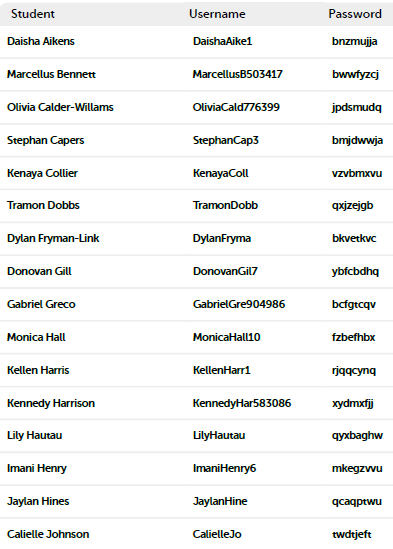 Student Username Password
Daisha Aikens DaishaAike1 bnzmujja
Marcellus Bennett MarcellusB503417 bwwfyzcj
Olivia Calder-Willams OliviaCald776399 jpdsmudq
Stephan Capers StephanCap3 bmjdwwja
Kenaya Collier KenayaColl vzvbmxvu
Tramon Dobbs TramonDobb qxjzejgb
Dylan Fryman-Link DylanFryma bkvetkvc
Donovan Gill DonovanGil7 ybfcbdhq
Gabriel Greco GabrielGre904986 bcfgtcqv
Monica Hall MonicaHall10 fzbefhbx
Kellen Harris KellenHarr1 rjqqcynq
Kennedy Harrison KennedyHar583086 xydmxfjj
Lily Hautau LilyHautau qyxbaghw
Imani Henry ImaniHenry6 mkegzvvu
Jaylan Hines JaylanHine qcaqptwu
Calielle Johnson CalielleJo twdtjeft